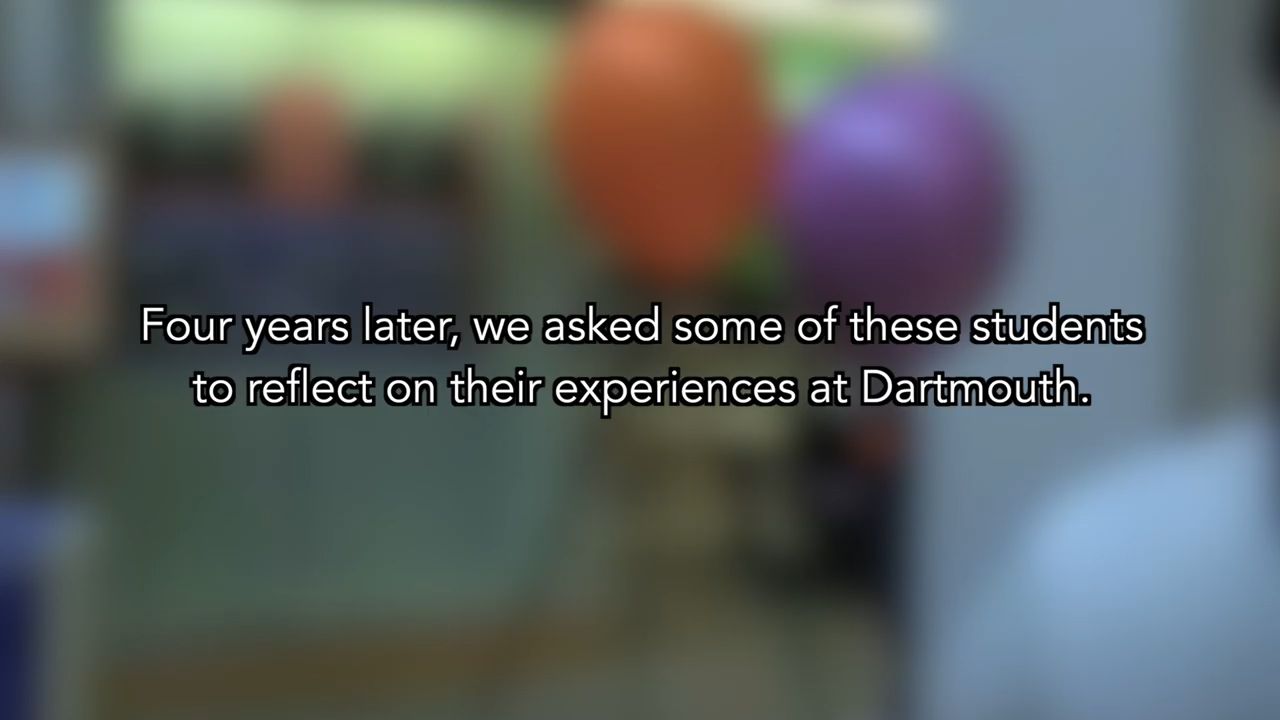 Four years later, we asked some of these students
to reflect on their experiences at Dartmouth.